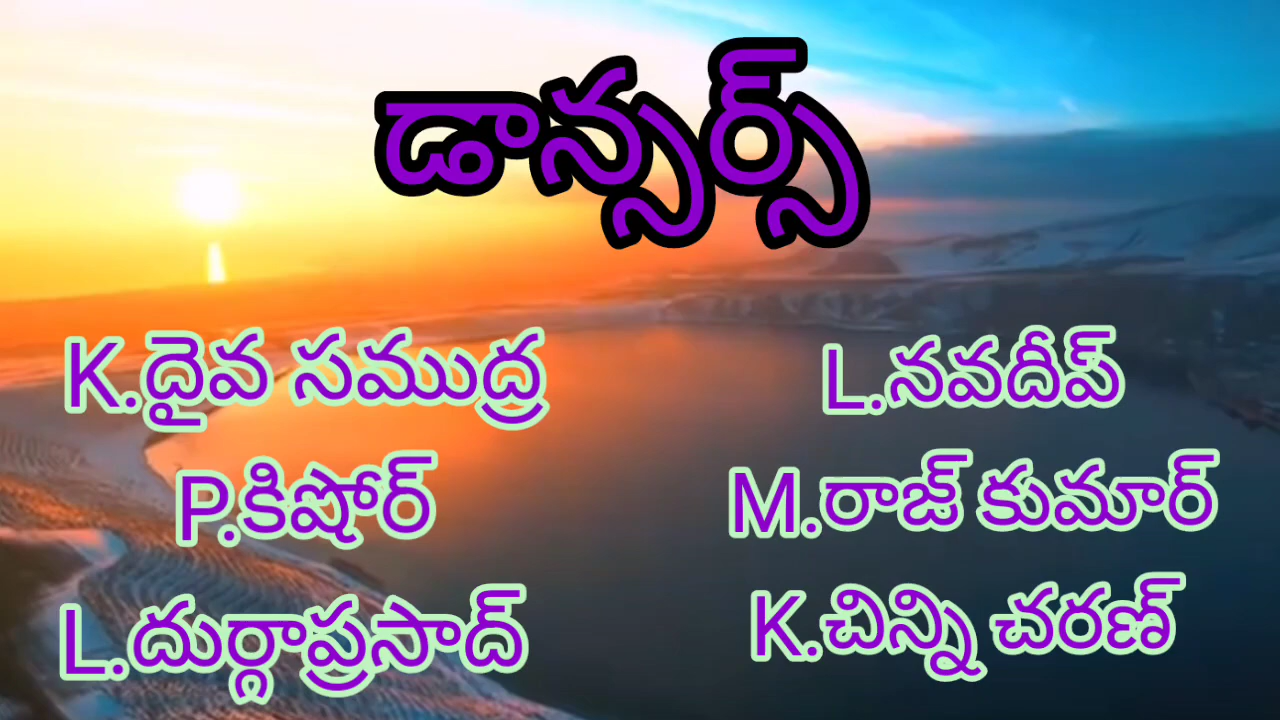 డాన్సర్స్
K.దైవ సముద్ర
L.నవదీప్
P.కిషోర్
M.రాజ్ కుమార్
L.దుర్గాప్రసాద్
K.చిన్ని చరణ్